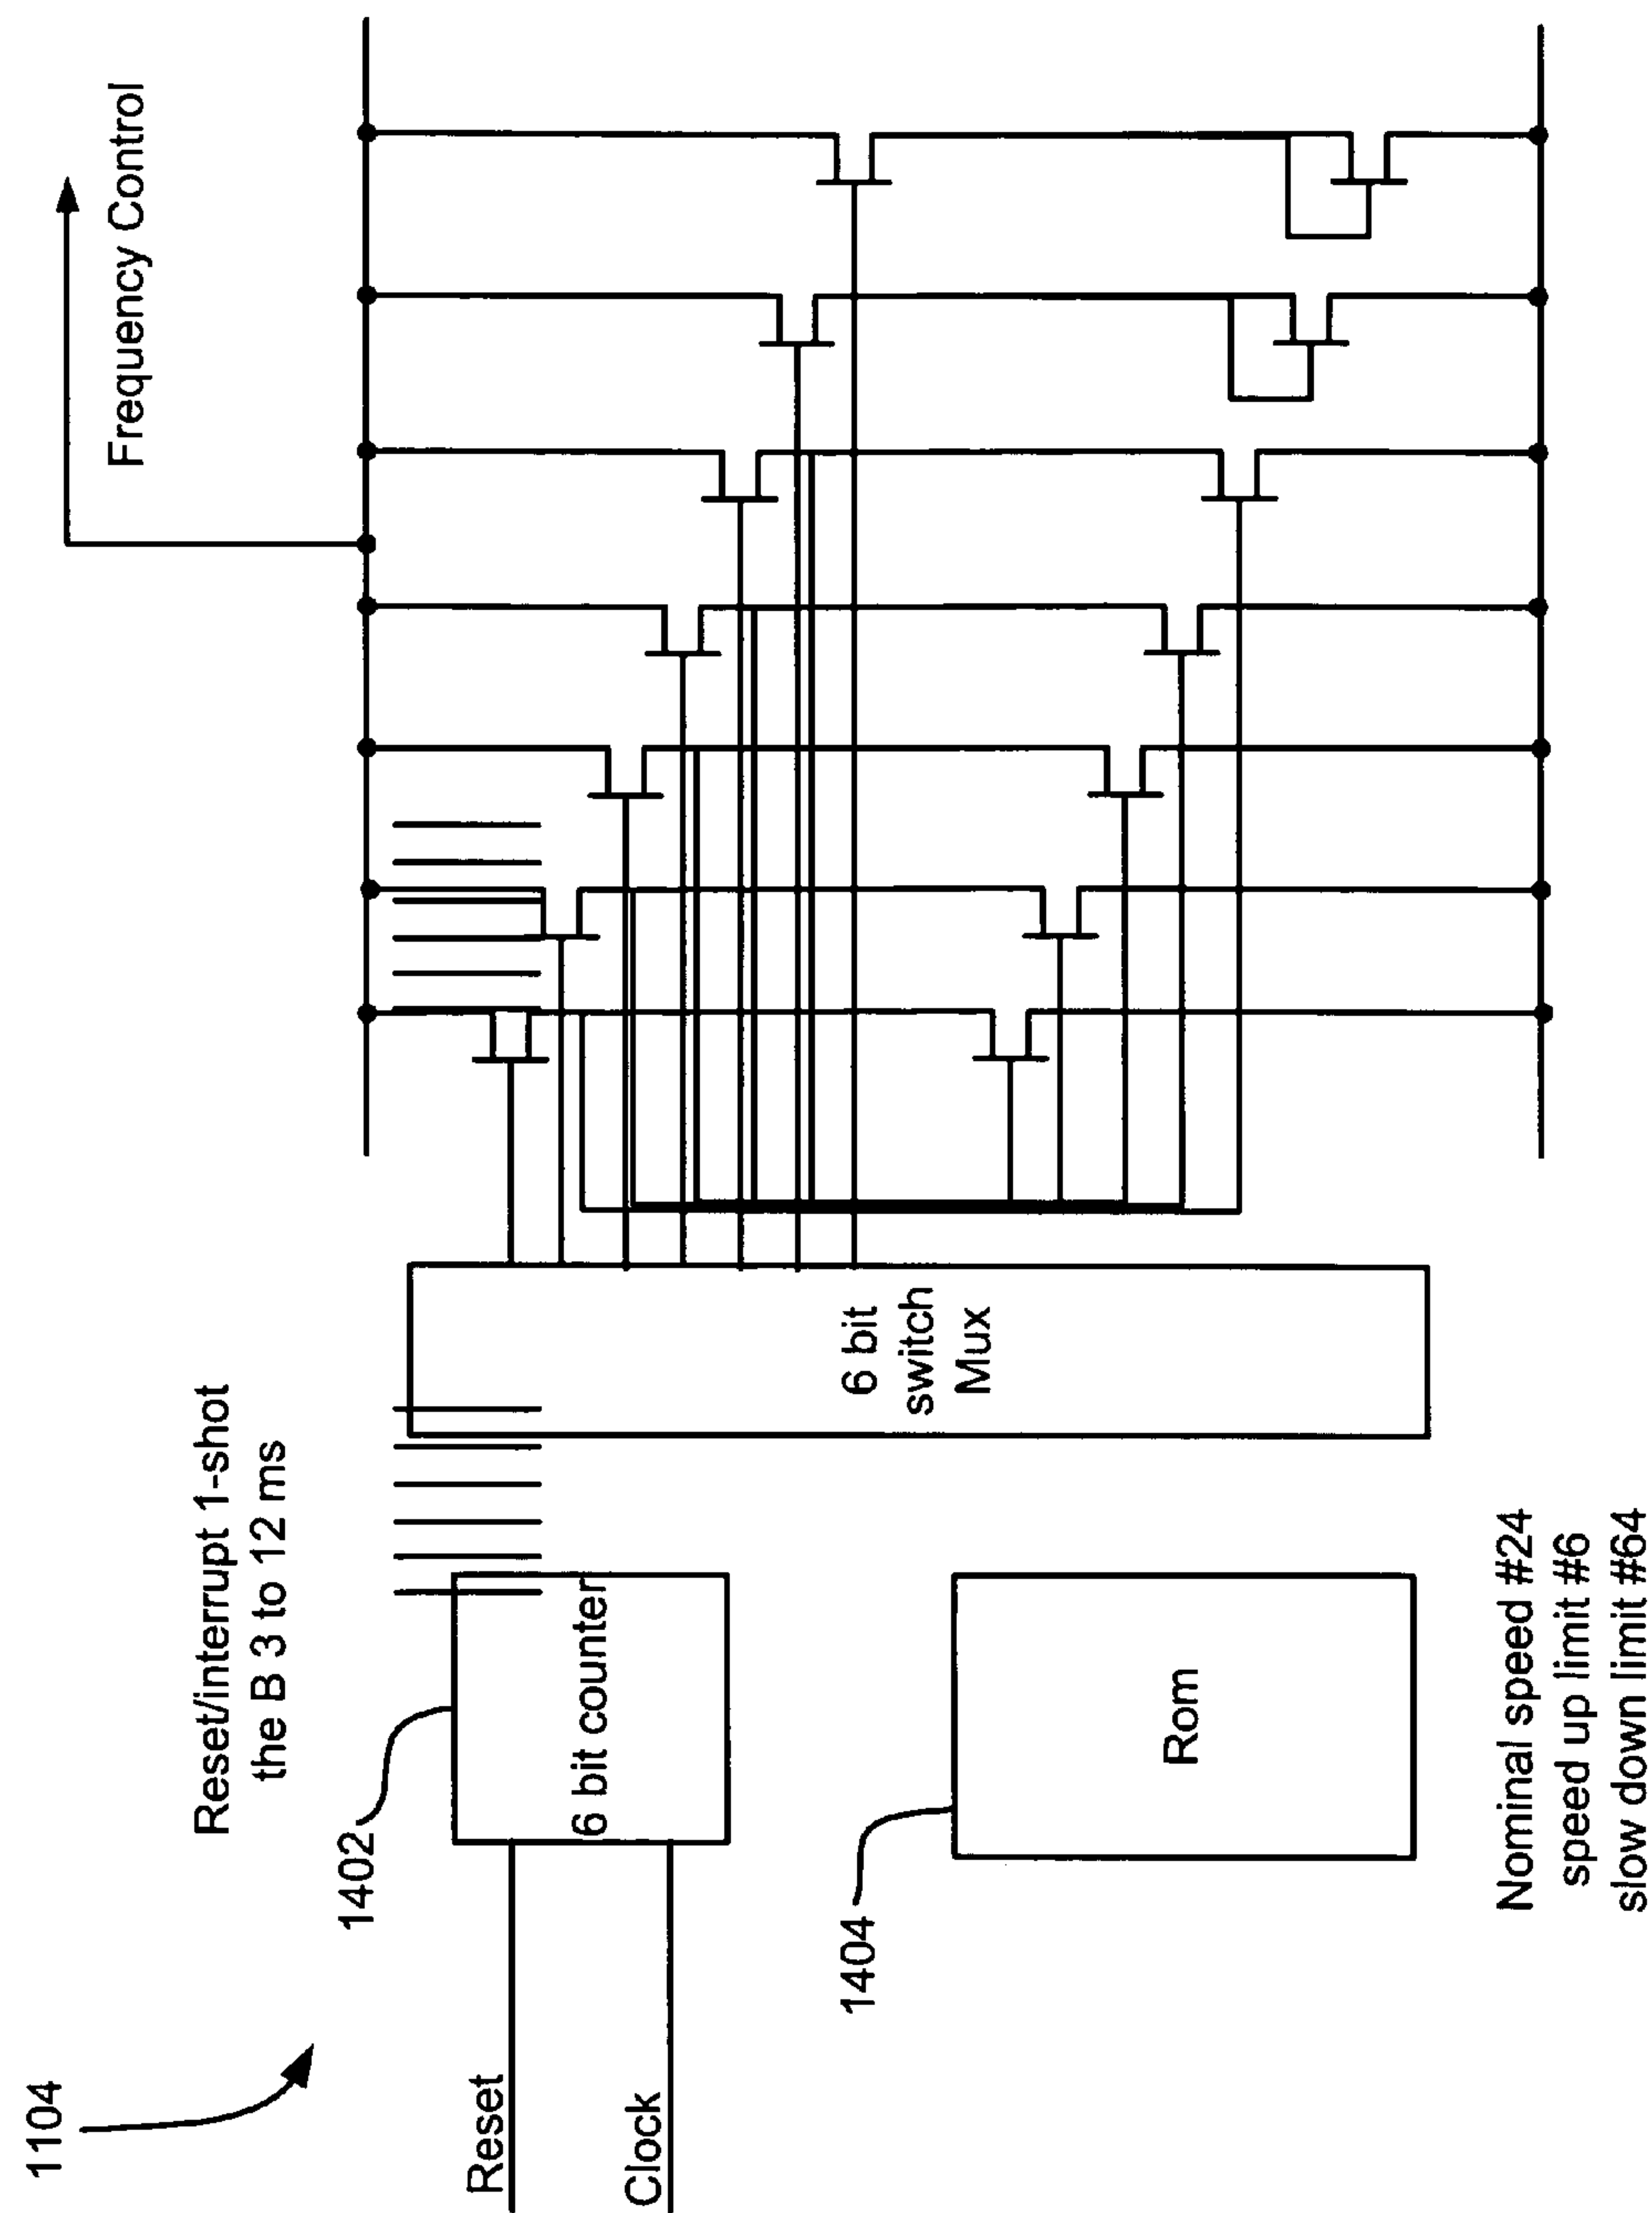 1104
Reset/interrupt 1-shot
the B 3 to 12 ms
Frequency Control
1402
Reset
6 bit counter
Clock
6 bit
switch
Mux
1404
Rom
Nominal speed #24
speed up limit #6
slow down limit #64